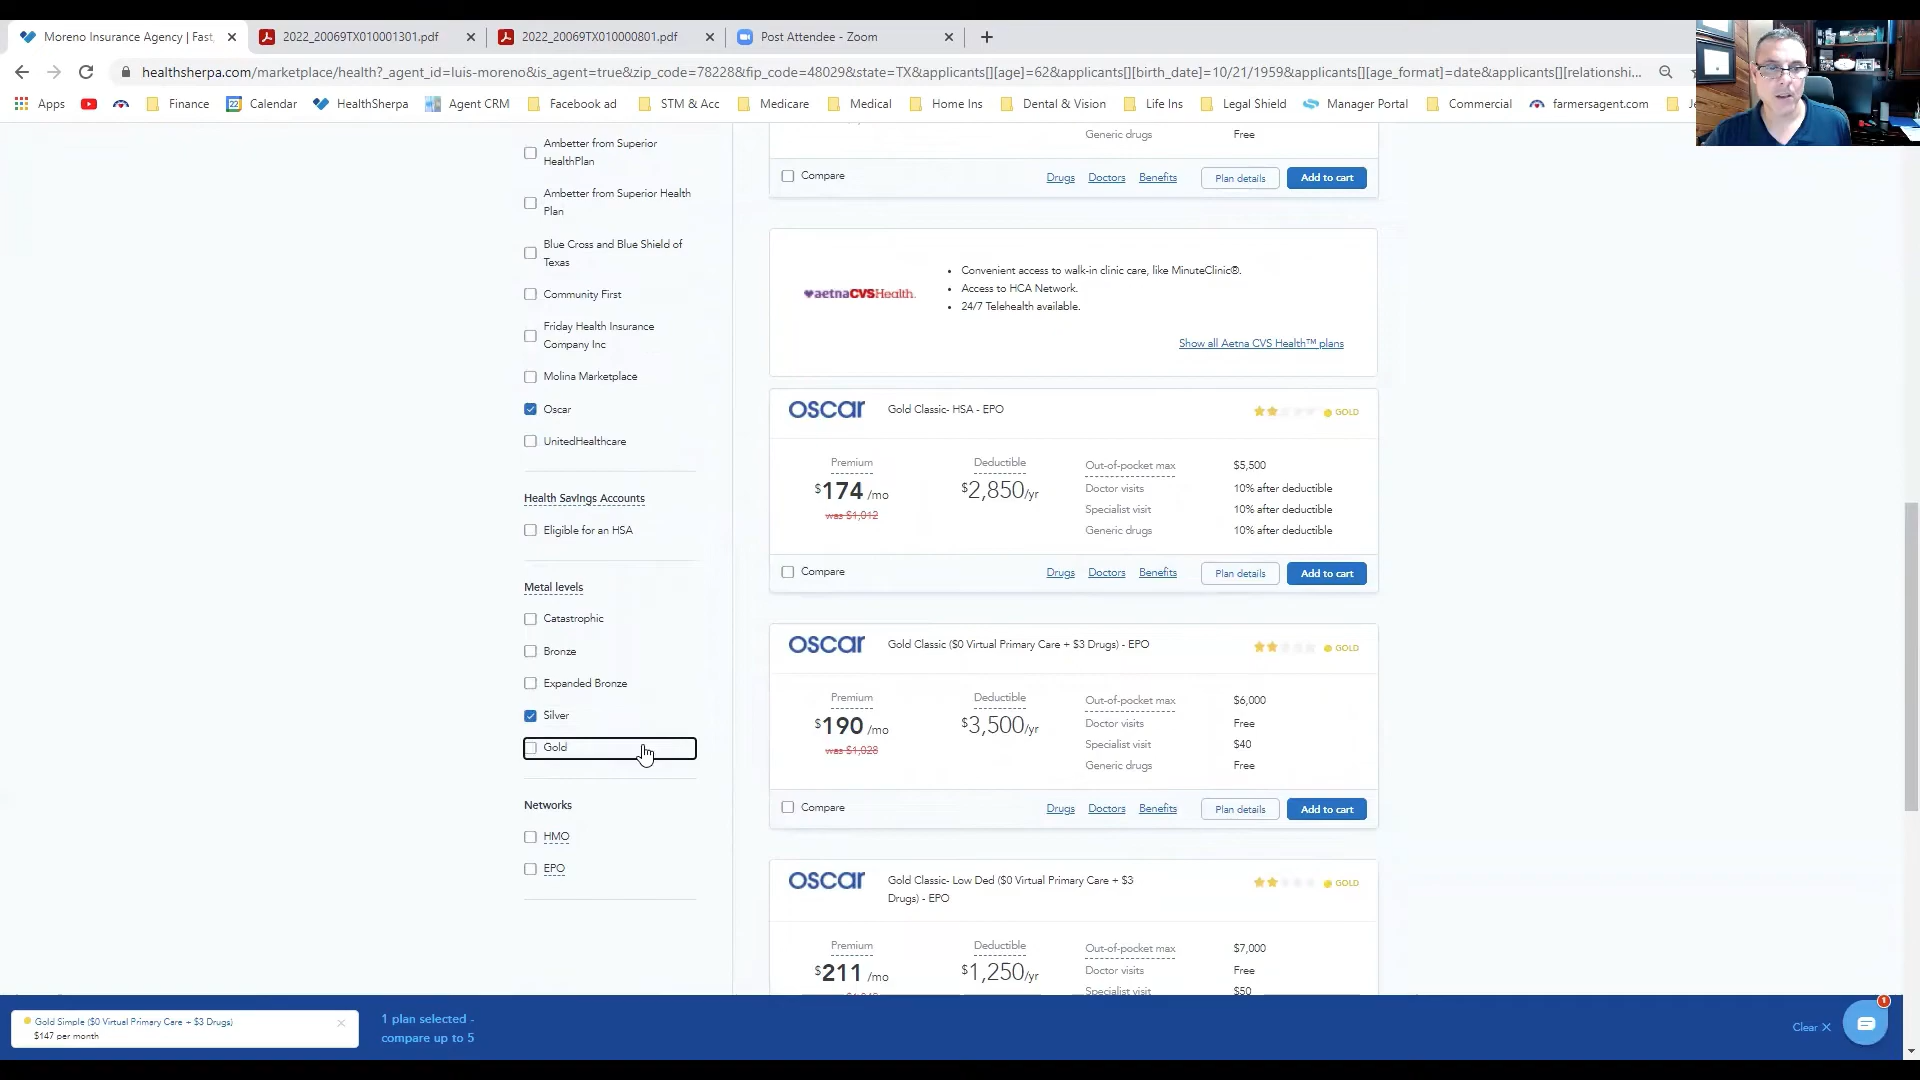 Moreno Insurance Agency | Fast,
2022_20069TX010001301.pdf
2022_20069TX010000801.pdf
Post Attendee - Zoom
healthsherpa.com/marketplace/health?_agent_id=luis-moreno&is_agent=true&zip_code=78228&fip_code=48029&state=TX&applicants[][age]=62&applicants[][birth_date]=10/21/1959&applicants[][age_format]=date&applicants[][relationshi...
Apps
Finance
22
Calendar
HealthSherpa
Agent CRM
Facebook ad
STM & Acc
Medicare
Medical
Home Ins
Dental & Vision
Life Ins
Legal Shield
Manager Portal
Commercial
farmersagent.com
Ambetter from Superior
HealthPlan
Ambetter from Superior Health
Plan
Blue Cross and Blue Shield of
Texas
Community First
Friday Health Insurance
Company Inc
Molina Marketplace
Oscar
UnitedHealthcare
Health Savings Accounts
Eligible for an HSA
Metal levels
Catastrophic
Bronze
Expanded Bronze
Silver
Gold
Networks
HMO
EPO
Generic drugs Free
Compare Drugs Doctors Benefits Plan details Add to cart
aetna CVSHealth.
• Convenient access to walk-in clinic care, like MinuteClinic®.
• Access to HCA Network.
• 24/7 Telehealth available.
Show all Aetna CVS Health™ plans
oscar Gold Classic- HSA - EPO GOLD
Premium Deductible Out-of-pocket max $5,500
$174 /mo $2,850/yr Doctor visits 10% after deductible
was $1,012 Specialist visit 10% after deductible
Generic drugs 10% after deductible
Compare Drugs Doctors Benefits Plan details Add to cart
oscar Gold Classic ($0 Virtual Primary Care + $3 Drugs) - EPO GOLD
Premium Deductible Out-of-pocket max $6,000
$190 /mo $3,500/yr Doctor visits Free
was $1,028 Specialist visit $40
Generic drugs Free
Compare Drugs Doctors Benefits Plan details Add to cart
oscar Gold Classic- Low Ded ($0 Virtual Primary Care + $3 GOLD
Drugs) - EPO
Premium Deductible Out-of-pocket max $7,000
$211 /mo $1,250/yr Doctor visits Free
Specialist visit $50
Gold Simple ($0 Virtual Primary Care + $3 Drugs)
$147 per month
1 plan selected -
compare up to 5
Clear
1